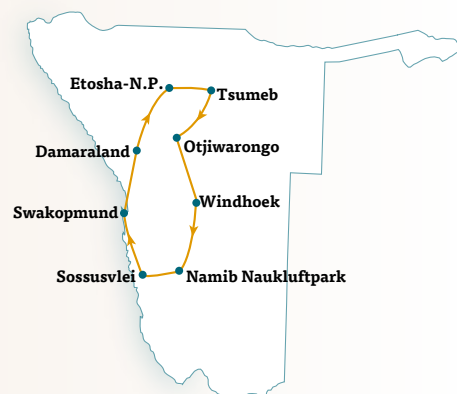 Etosha-N.P.
Tsumeb
Otjiwarongo
Damaraland
Windhoek
Swakopmund
Sossusvlei
Namib Naukluftpark